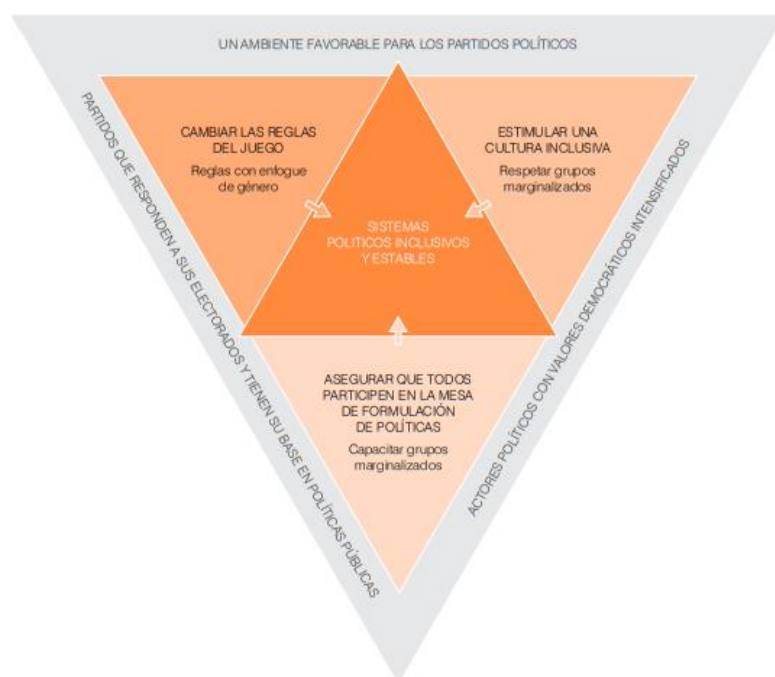 UN AMBIENTE FAVORABLE PARA LOS PARTIDOS POLÍTICOS
PARTIDOS QUE RESPONDEN A SUS ELECTORADOS Y TIENEN SU BASE EN POLÍTICAS PÚBLICAS
CAMBIAR LAS REGLAS
DEL JUEGO
Reglas con enfoque
de género
ESTIMULAR UNA
CULTURA INCLUSIVA
Respetar grupos
marginalizados
ACTORES POLÍTICOS CON VALORES DEMOCRÁTICOS INTENSIFICADOS
SISTEMAS
POLITICOS INCLUSIVOS
Y ESTABLES
ASEGURAR QUE TODOS
PARTICIPEN EN LA MESA
DE FORMULACIÓN
DE POLÍTICAS
Capacitar grupos
marginalizados